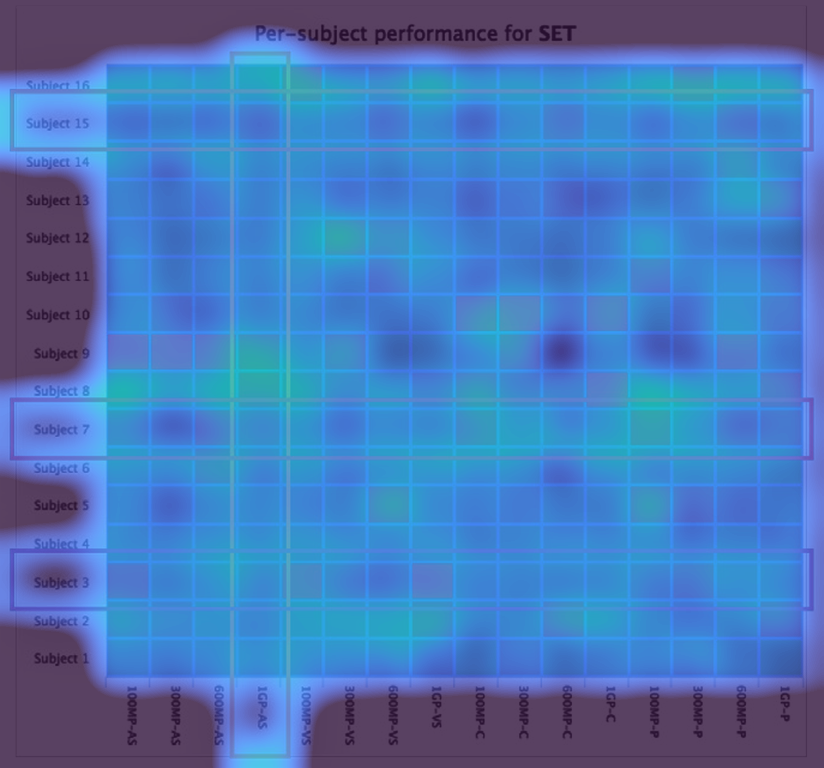 Per-subject performance for SET
Subject 16
Subject 15
Subject 14
Subject 13
Subject 12
Subject 11
Subject 10
Subject 9
Subject 8
Subject 7
Subject 6
Subject 5
Subject 4
Subject 3
Subject 2
Subject 1
100MP-AS
300MP-AS
600MP-AS
1GP-AS
100MP-VS
300MP-VS
600MP-VS
1GP-VS
100MP-C
300MP-C
600MP-C
1GP-C
100MP-P
300MP-P
600MP-P
1GP-P